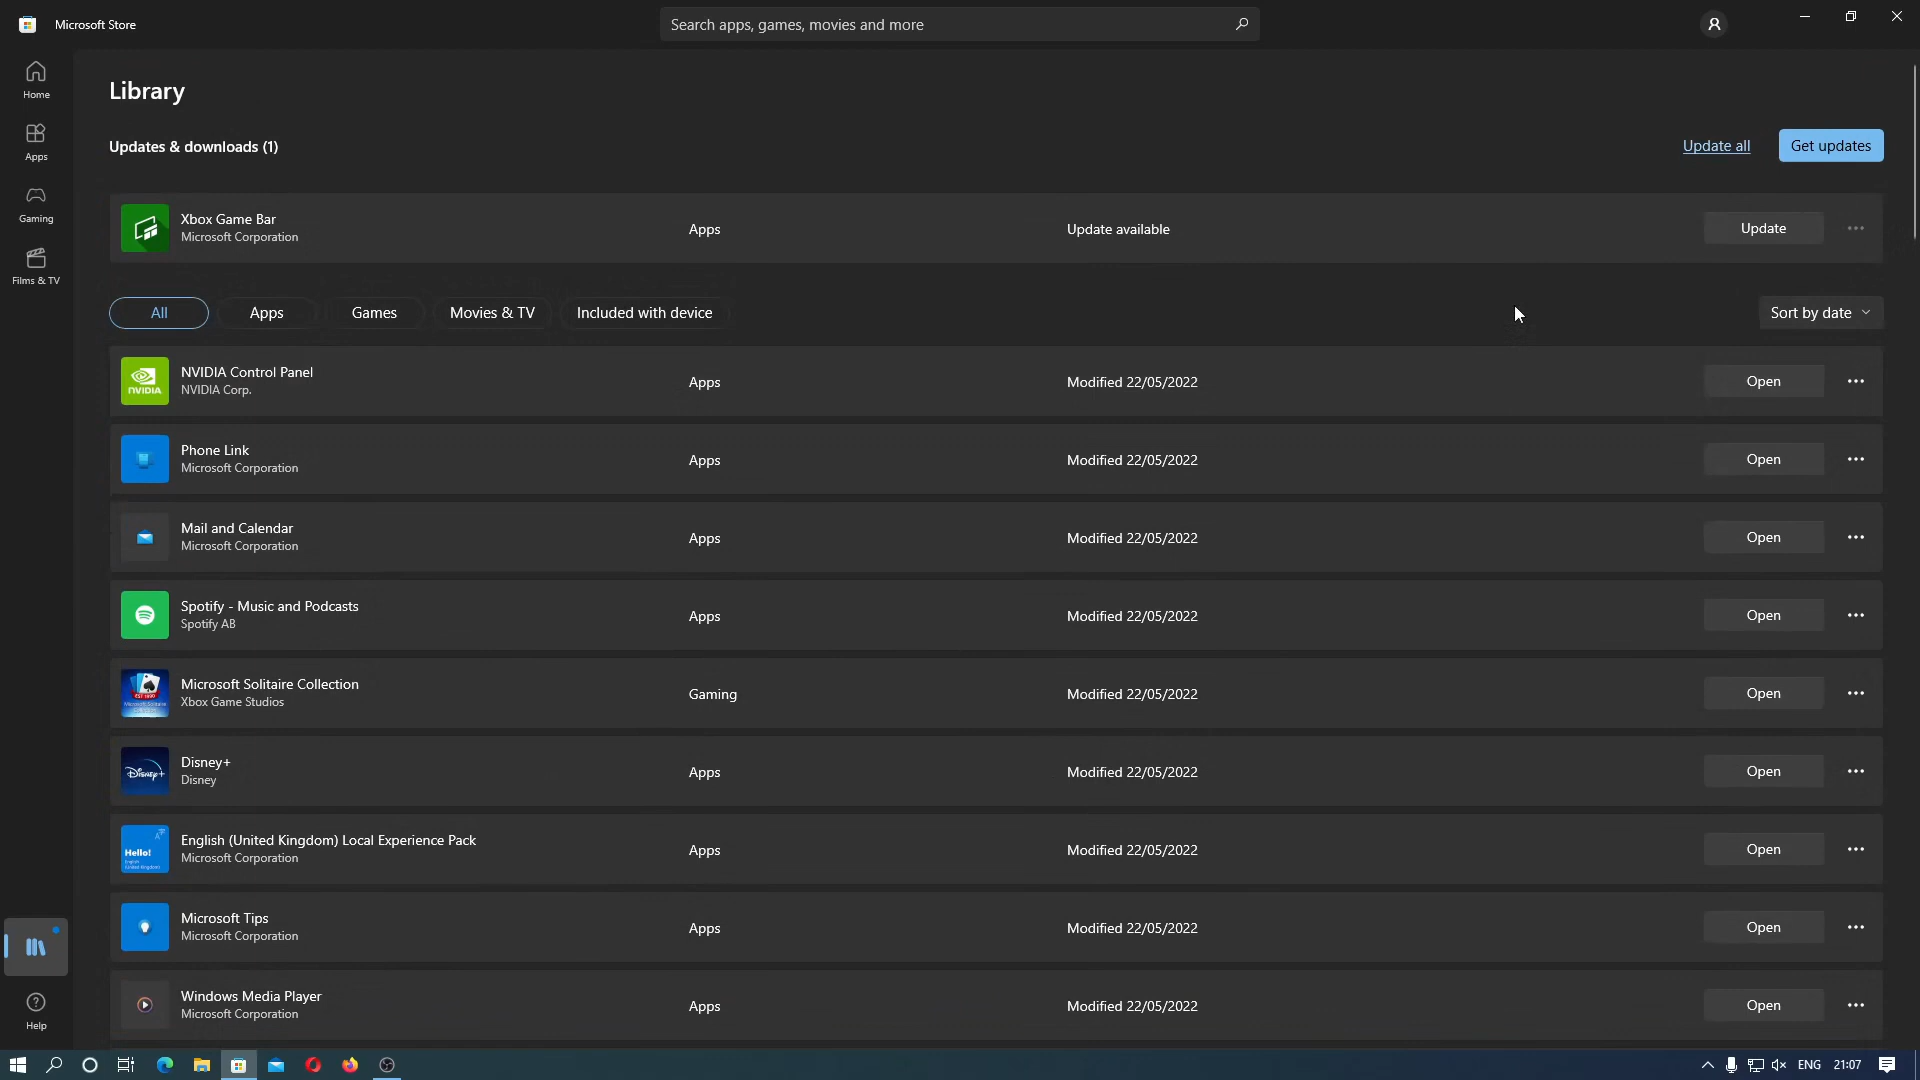 Microsoft Store
Search apps, games, movies and more
Home
Apps
Gaming
Films & TV
Library
Updates & downloads (1)
Update all
Get updates
Xbox Game Bar
Microsoft Corporation
Apps
Update available
Update
All
Apps
Games
Movies & TV
Included with device
Sort by date
NVIDIA
NVIDIA Control Panel
NVIDIA Corp.
Apps
Modified 22/05/2022
Open
Phone Link
Microsoft Corporation
Apps
Modified 22/05/2022
Open
Mail and Calendar
Microsoft Corporation
Apps
Modified 22/05/2022
Open
Spotify - Music and Podcasts
Spotify AB
Apps
Modified 22/05/2022
Open
Microsoft Solitaire Collection
Xbox Game Studios
Gaming
Modified 22/05/2022
Open
Disney+
Disney+
Disney
Apps
Modified 22/05/2022
Open
Hello!
English
(United Kingdom)
English (United Kingdom) Local Experience Pack
Microsoft Corporation
Apps
Modified 22/05/2022
Open
Microsoft Tips
Microsoft Corporation
Apps
Modified 22/05/2022
Open
Windows Media Player
Microsoft Corporation
Apps
Modified 22/05/2022
Open
Help
ENG
21:07